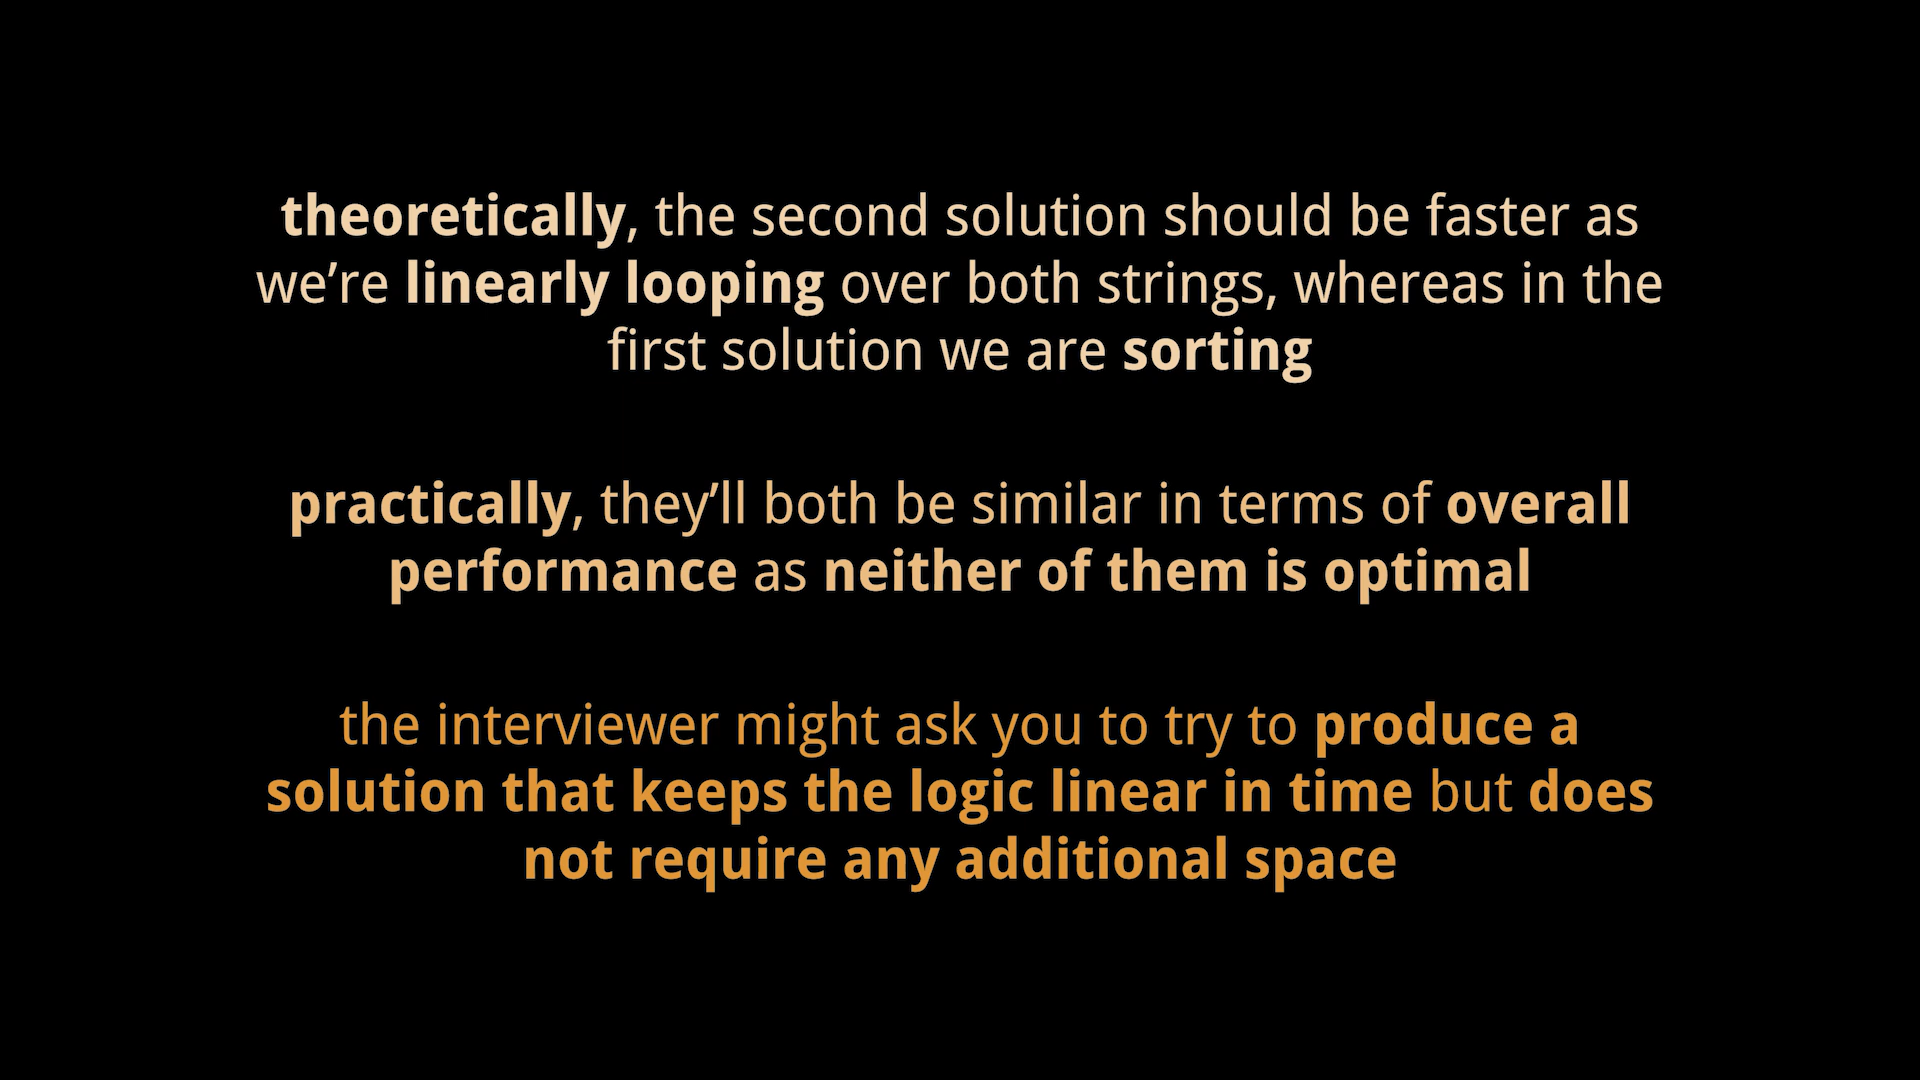 theoretically, the second solution should be faster as
we’re linearly looping over both strings, whereas in the
first solution we are sorting
practically, they’ll both be similar in terms of overall
performance as neither of them is optimal
the interviewer might ask you to try to produce a
solution that keeps the logic linear in time but does
not require any additional space